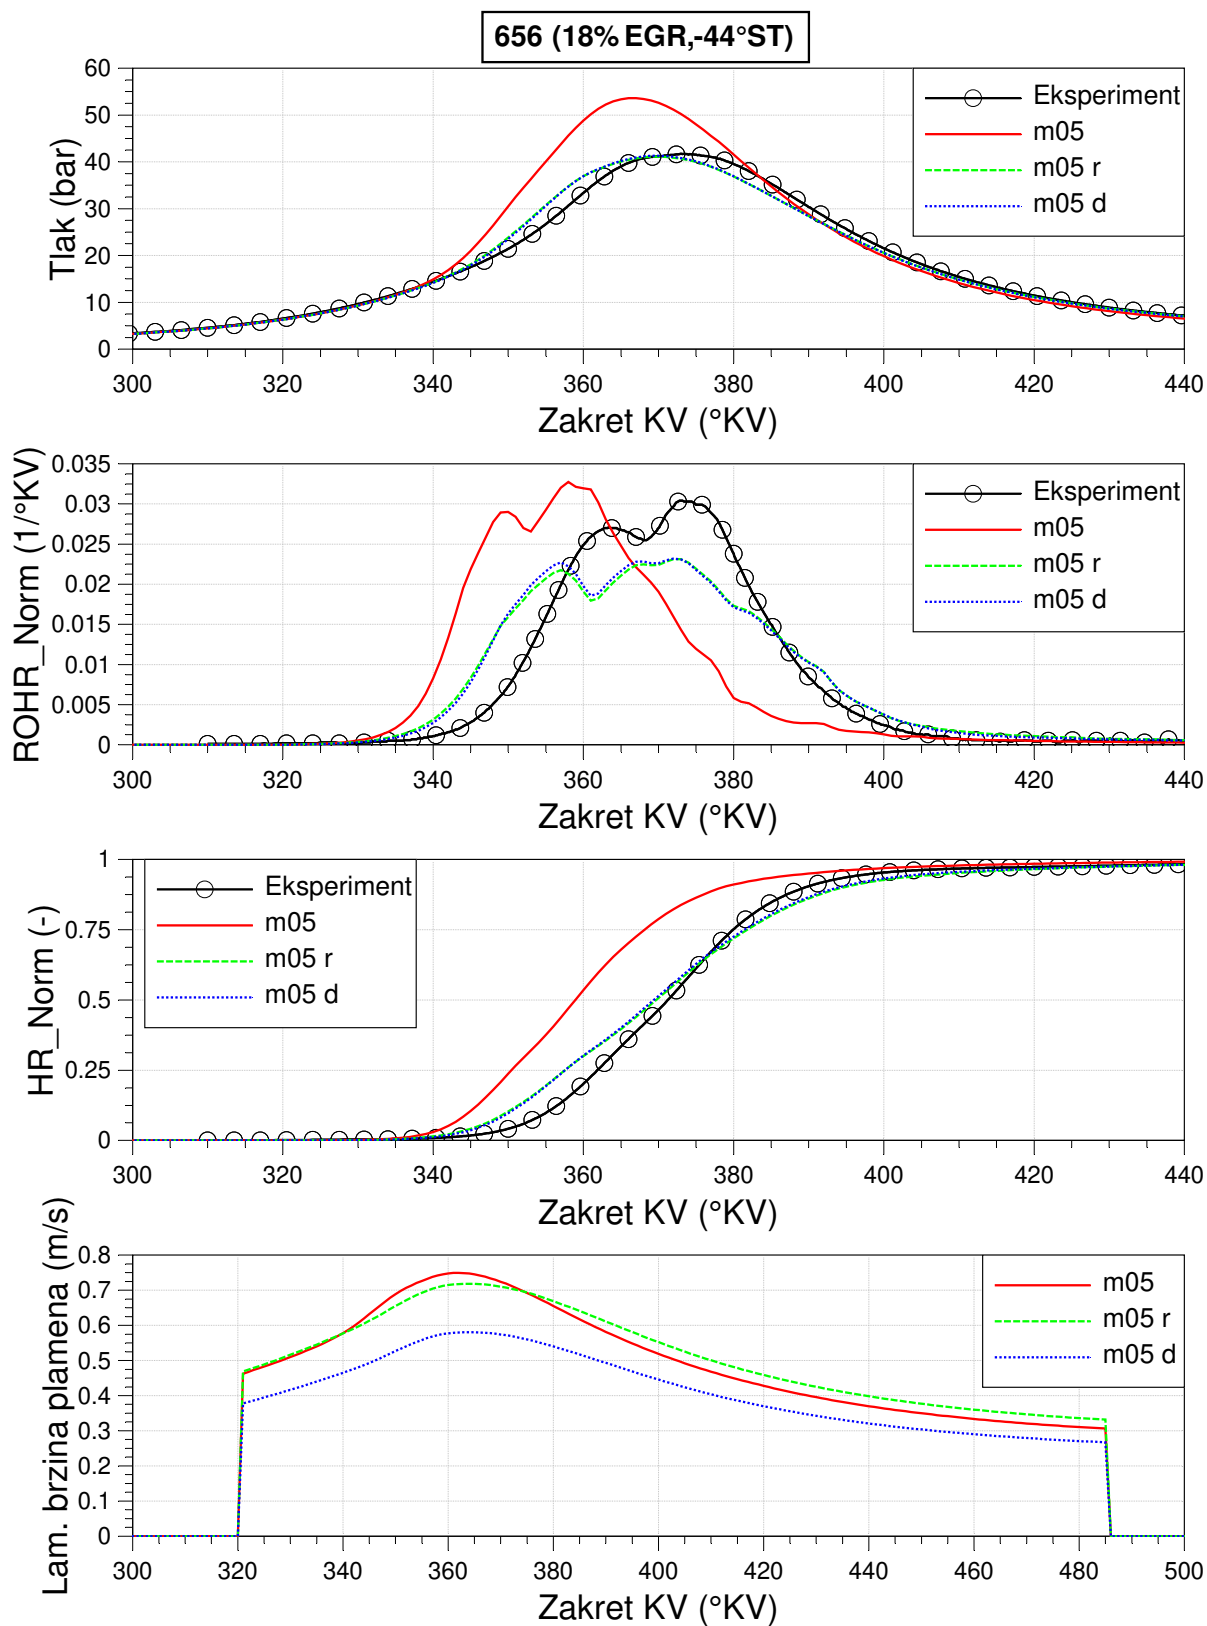 656 (18% EGR,-44°ST)
60
50
40
30
20
10
0
Tlak (bar)
Eksperiment
m05
m05 r
m05 d
300 320 340 360 380 400 420 440
Zakret KV (°KV)
0.035
0.03
0.025
0.02
0.015
0.01
0.005
0
ROHR_Norm (1/°KV)
Eksperiment
m05
m05 r
m05 d
300 320 340 360 380 400 420 440
Zakret KV (°KV)
1
0.75
0.5
0.25
0
HR_Norm (-)
Eksperiment
m05
m05 r
m05 d
300 320 340 360 380 400 420 440
Zakret KV (°KV)
0.8
0.7
0.6
0.5
0.4
0.3
0.2
0.1
0
Lam. brzina plamena (m/s)
m05
m05 r
m05 d
300 320 340 360 380 400 420 440 460 480 500
Zakret KV (°KV)